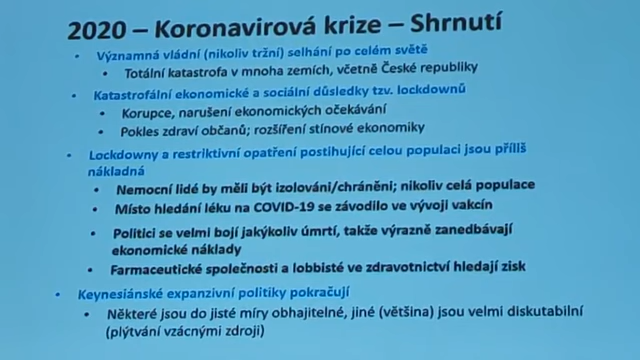 2020 – Koronavirová krize – Shrnutí
• Významná vládní (nikoliv tržní) selhání po celém světě
• Totální katastrofa v mnoha zemích, včetně České republiky
• Katastrofální ekonomické a sociální důsledky tzv. lockdownů
• Korupce, narušení ekonomických očekávání
• Pokles zdraví občanů; rozšíření stínové ekonomiky
• Lockdowny a restriktivní opatření postihující celou populaci jsou příliš
nákladná
• Nemocní lidé by měli být izolováni/chráněni; nikoliv celá populace
• Místo hledání léku na COVID-19 se závodilo ve vývoji vakcín
• Politici se velmi bojí jakýkoliv úmrtí, takže výrazně zanedbávají
ekonomické náklady
• Farmaceutické společnosti a lobbisté ve zdravotnictví hledají zisk
• Keynesiánské expanzivní politiky pokračují
• Některé jsou do jisté míry obhajitelné, jiné (většina) jsou velmi diskutabilní
(plýtvání vzácnými zdroji)